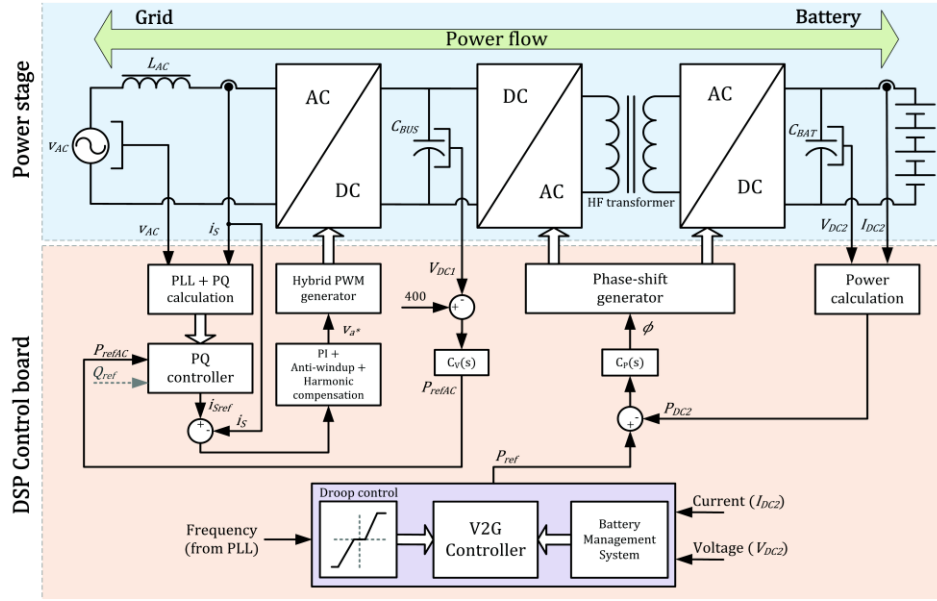 Grid
Battery
Power flow
Power stage
L_AC
v_AC
AC
DC
C_BUS
DC
AC
HF transformer
AC
DC
C_BAT
v_AC
i_S
V_DC1
V_DC2
I_DC2
PLL + PQ
calculation
Hybrid PWM
generator
400
+
-
Phase-shift
generator
Power
calculation
DSP Control board
P_refAC
Q_ref
PQ
controller
v_a*
PI +
Anti-windup +
Harmonic
compensation
C_V(s)
P_refAC
ϕ
C_P(s)
i_Sref
+
-
i_S
-
+
P_DC2
P_ref
Droop control
V2G
Controller
Battery
Management
System
Frequency
(from PLL)
Current (I_DC2)
Voltage (V_DC2)